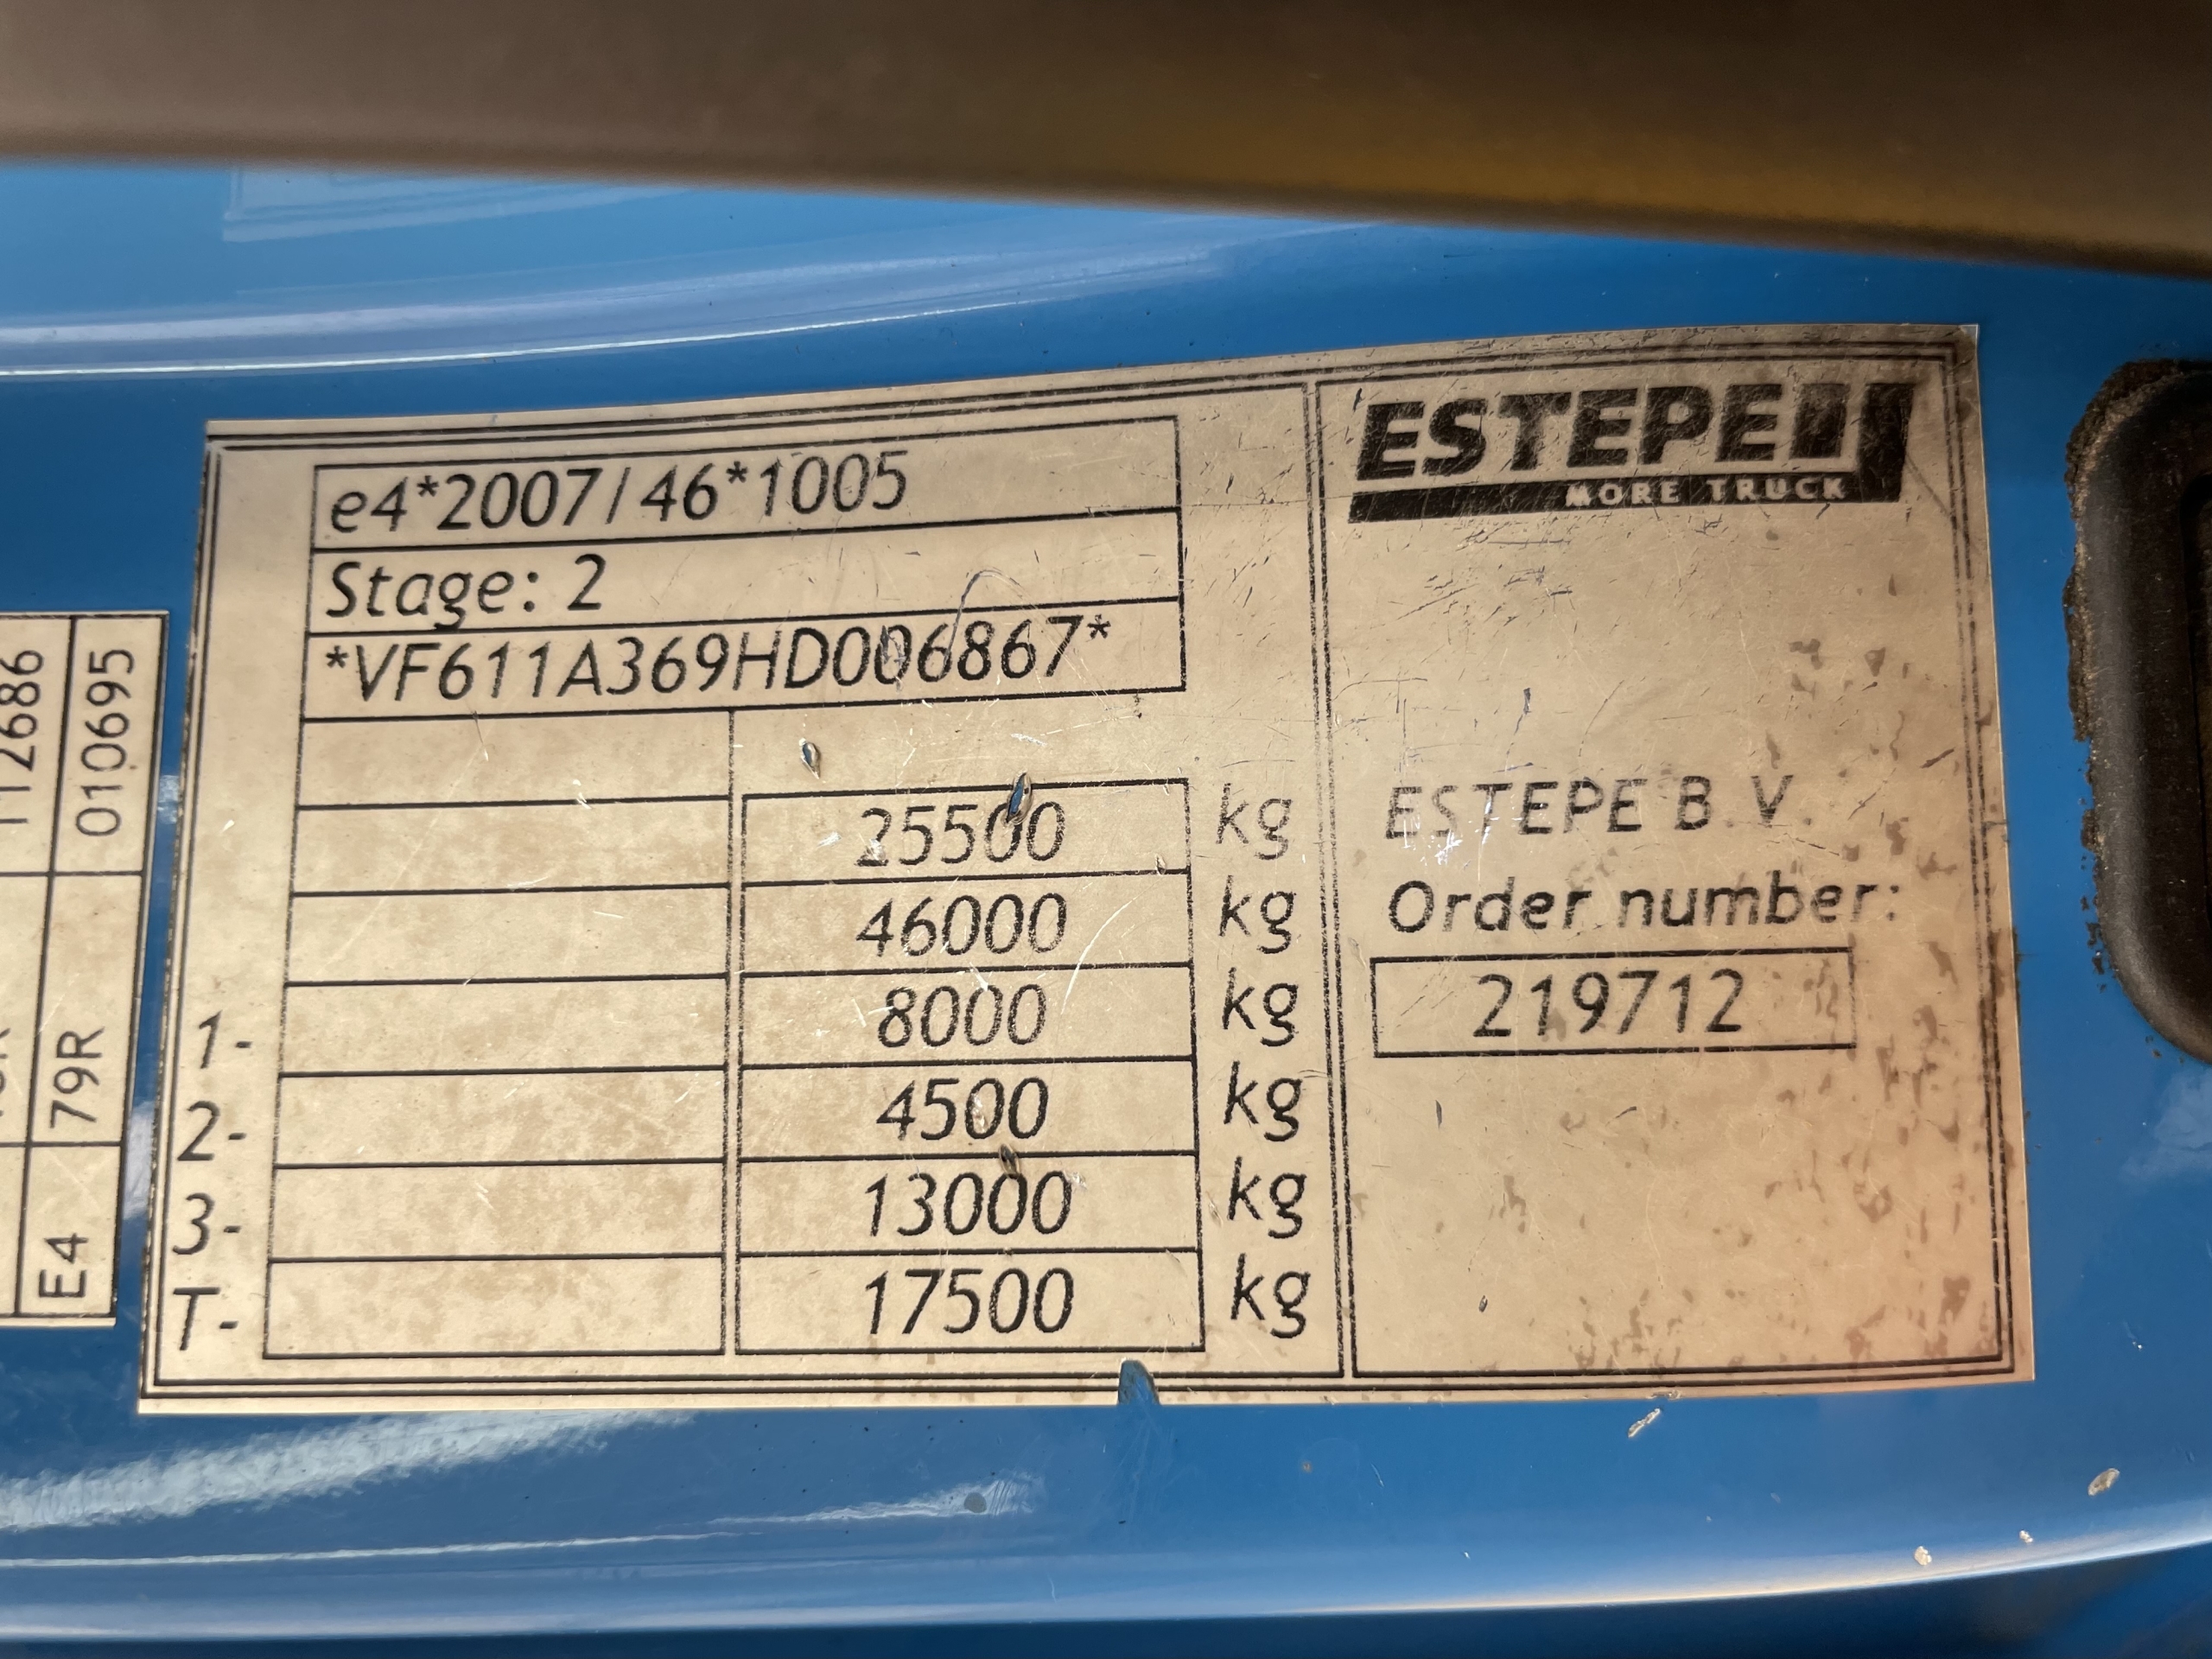 ESTEPE
MORE TRUCK
e4*2007/46*1005
Stage: 2
*VF611A369HD006867*
25500 kg
46000 kg
1- 8000 kg
2- 4500 kg
3- 13000 kg
T- 17500 kg
ESTEPE B.V.
Order number:
219712
112686
E4 79R 010695